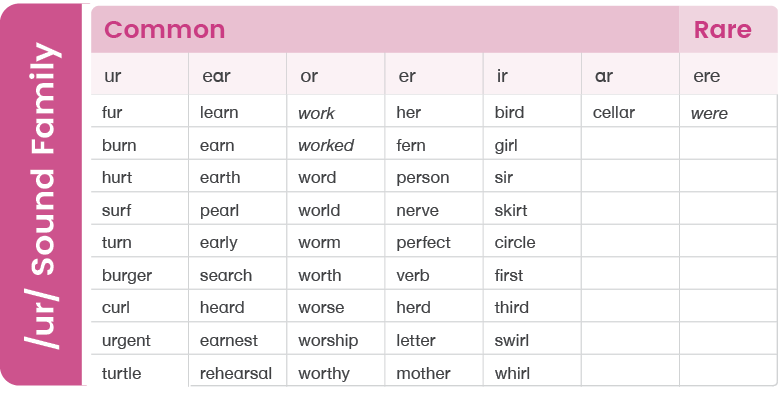 /ur/ Sound Family
Common Rare
ur ear or er ir ar ere
fur learn work her bird cellar were
burn earn worked fern girl
hurt earth word person sir
surf pearl world nerve skirt
turn early worm perfect circle
burger search worth verb first
curl heard worse herd third
urgent earnest worship letter swirl
turtle rehearsal worthy mother whirl